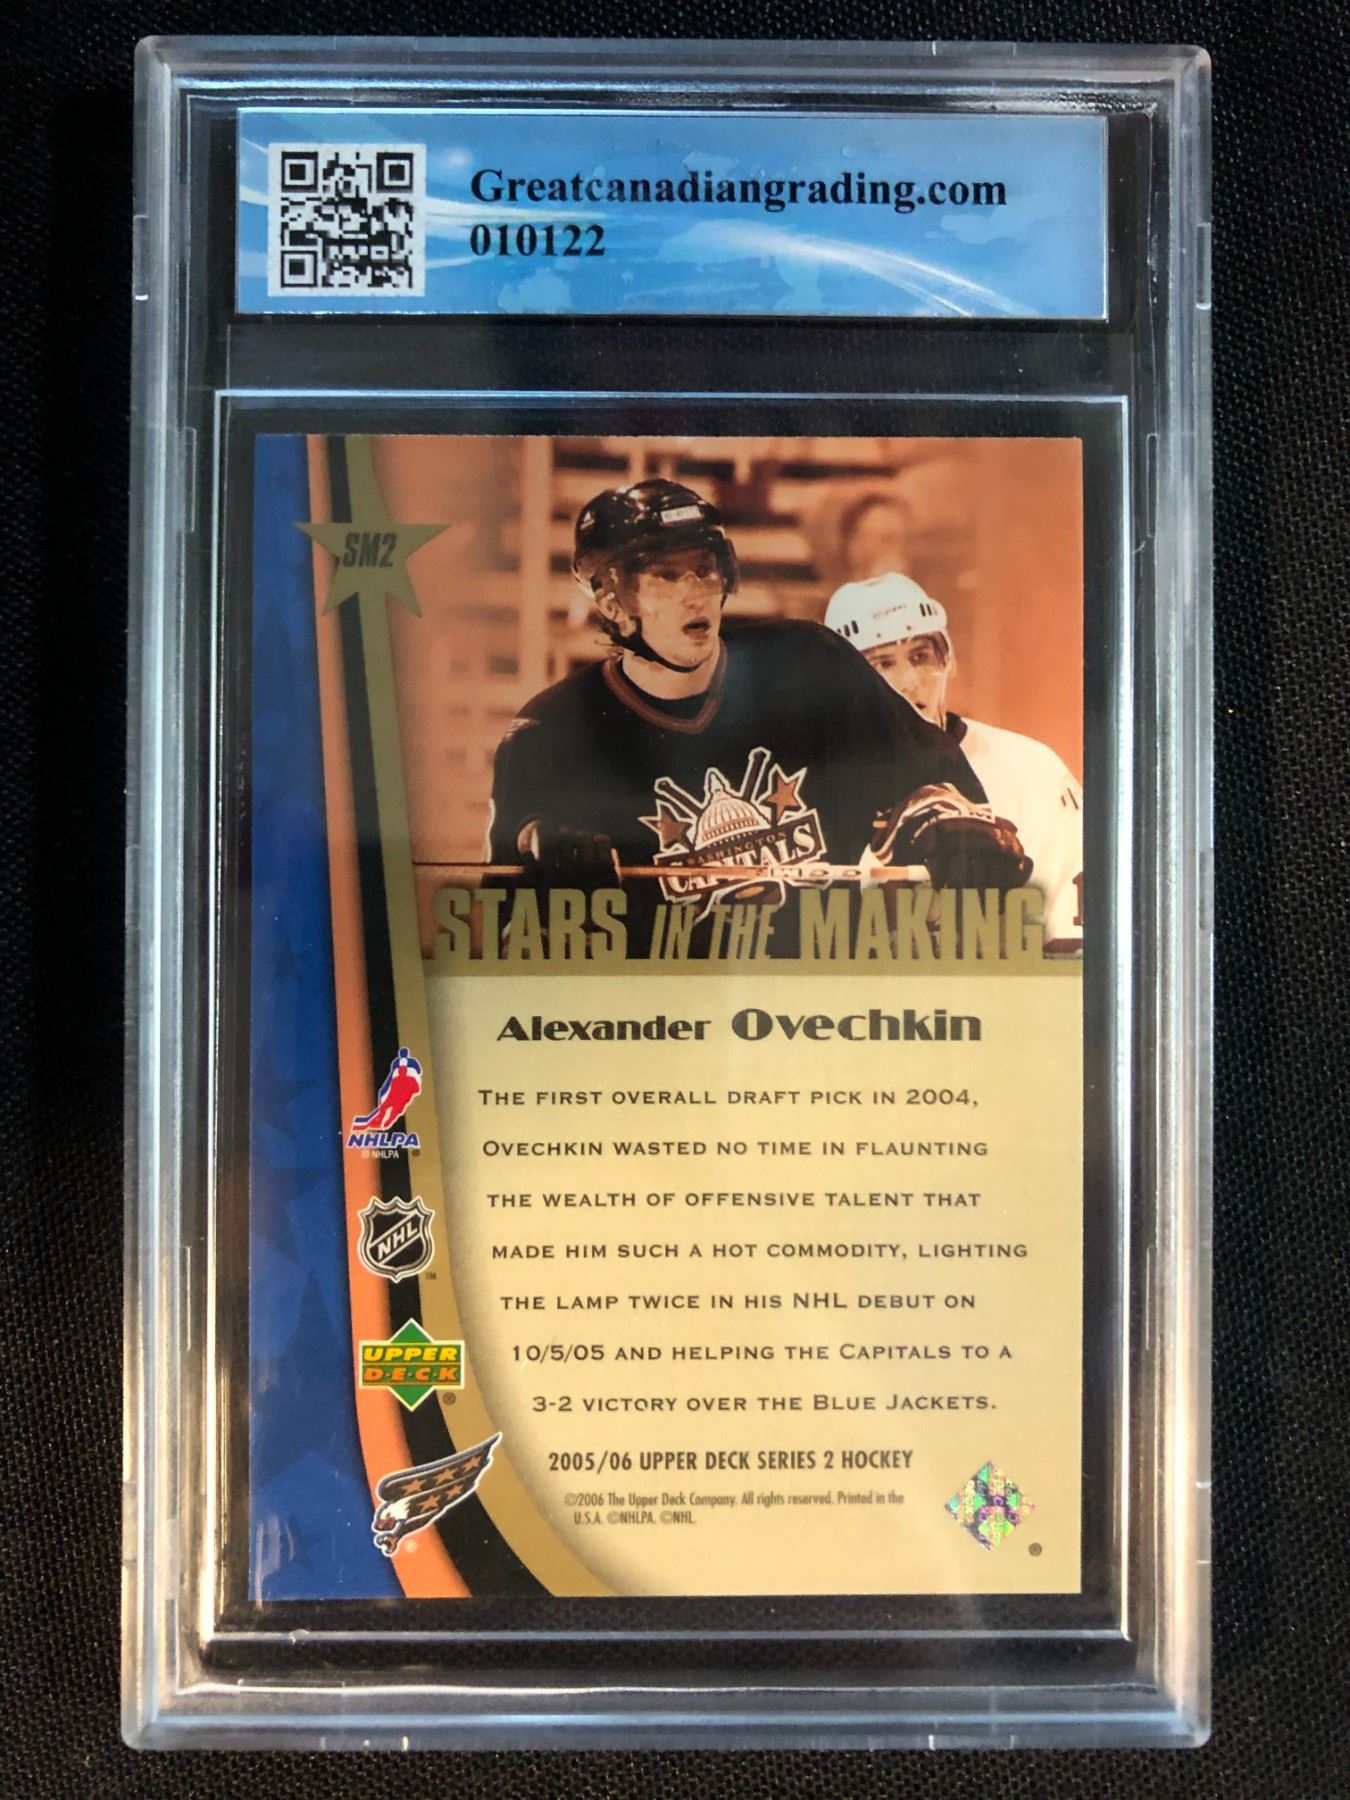 Greatcanadiangrading.com
010122
SM2
WASHINGTON
CAPITALS
STARS IN THE MAKING
Alexander Ovechkin
THE FIRST OVERALL DRAFT PICK IN 2004,
OVECHKIN WASTED NO TIME IN FLAUNTING
THE WEALTH OF OFFENSIVE TALENT THAT
MADE HIM SUCH A HOT COMMODITY, LIGHTING
THE LAMP TWICE IN HIS NHL DEBUT ON
10/5/05 AND HELPING THE CAPITALS TO A
3-2 VICTORY OVER THE BLUE JACKETS.
NHLPA ®
© NHLPA
NHL ™
UPPER
D·E·C·K ®
®
2005/06 UPPER DECK SERIES 2 HOCKEY
©2006 The Upper Deck Company. All rights reserved. Printed in the
U.S.A. ©NHLPA. ©NHL.
®